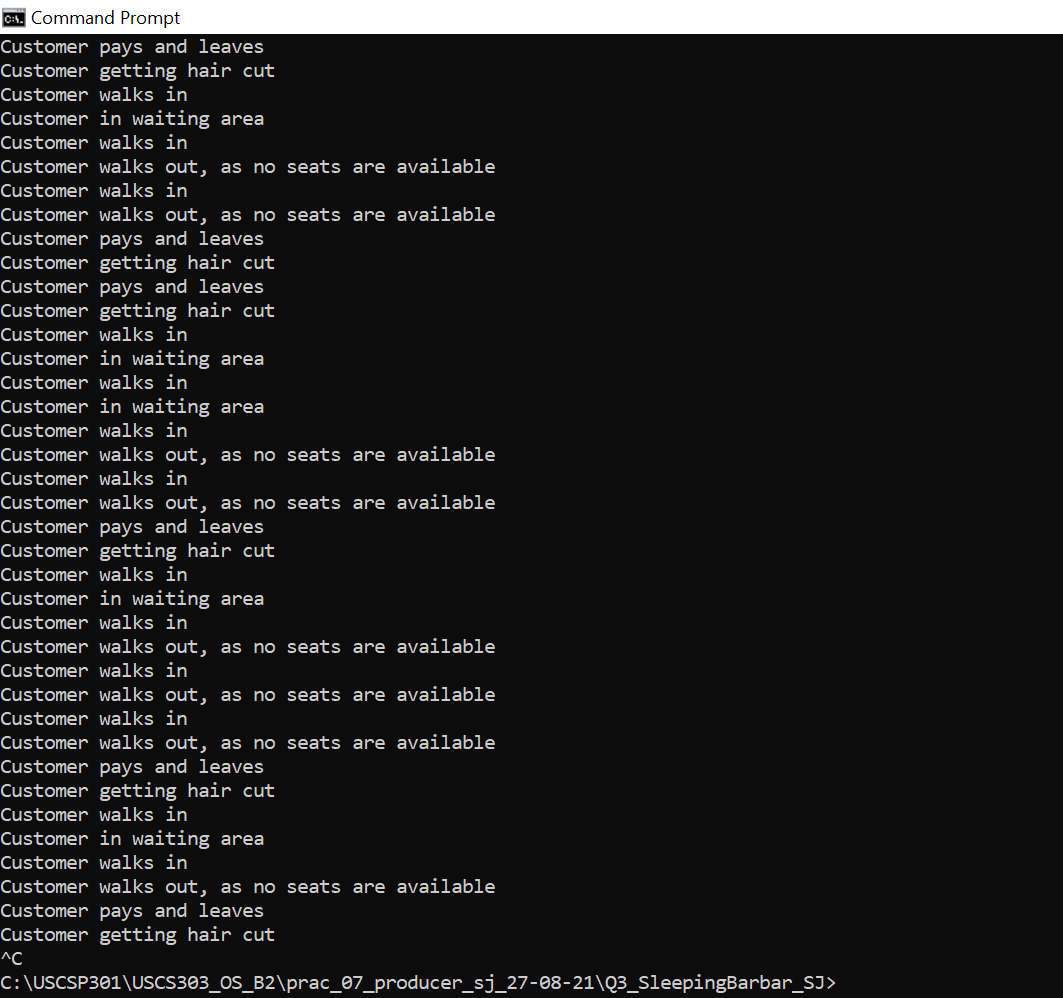 Command Prompt
Customer pays and leaves
Customer getting hair cut
Customer walks in
Customer in waiting area
Customer walks in
Customer walks out, as no seats are available
Customer walks in
Customer walks out, as no seats are available
Customer pays and leaves
Customer getting hair cut
Customer pays and leaves
Customer getting hair cut
Customer walks in
Customer in waiting area
Customer walks in
Customer in waiting area
Customer walks in
Customer walks out, as no seats are available
Customer walks in
Customer walks out, as no seats are available
Customer pays and leaves
Customer getting hair cut
Customer walks in
Customer in waiting area
Customer walks in
Customer walks out, as no seats are available
Customer walks in
Customer walks out, as no seats are available
Customer walks in
Customer walks out, as no seats are available
Customer pays and leaves
Customer getting hair cut
Customer walks in
Customer in waiting area
Customer walks in
Customer walks out, as no seats are available
Customer pays and leaves
Customer getting hair cut
^C
C:\USCSP301\USCS303_OS_B2\prac_07_producer_sj_27-08-21\Q3_SleepingBarbar_SJ>